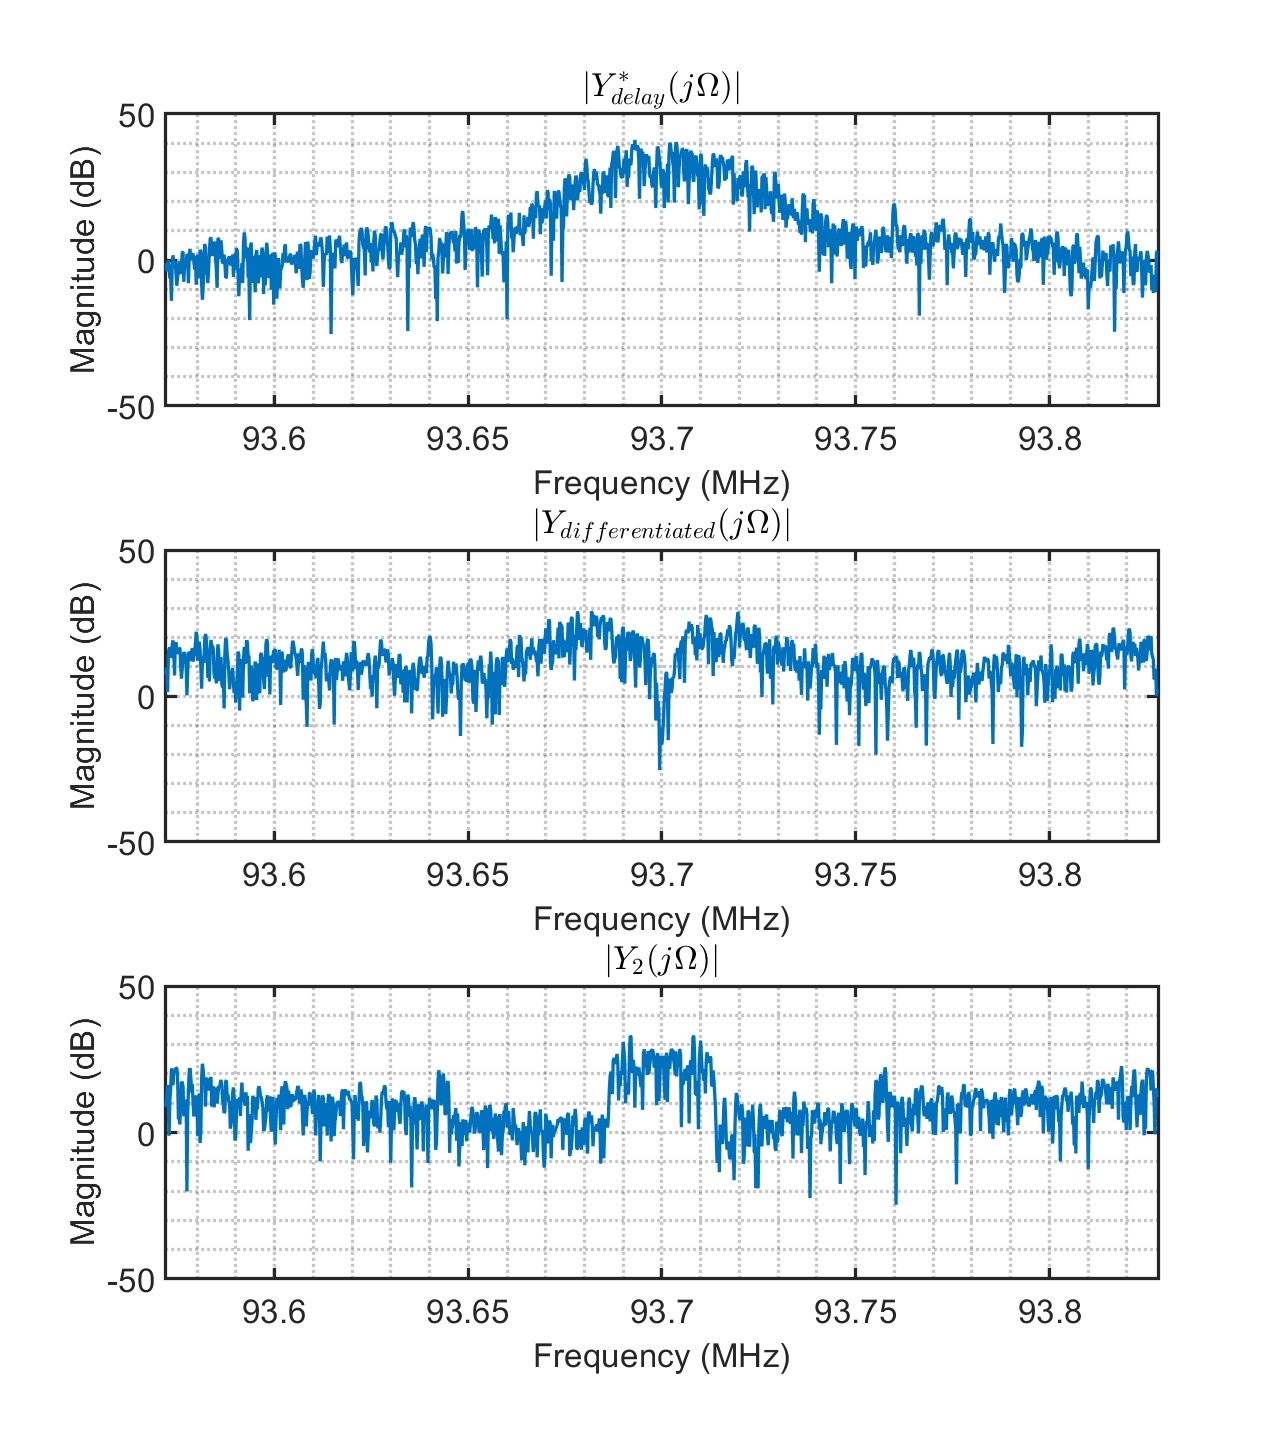 |Y*delay(jΩ)|
50
0
-50
Magnitude (dB)
93.6 93.65 93.7 93.75 93.8
Frequency (MHz)
|Ydifferentiated(jΩ)|
50
0
-50
Magnitude (dB)
93.6 93.65 93.7 93.75 93.8
Frequency (MHz)
|Y2(jΩ)|
50
0
-50
Magnitude (dB)
93.6 93.65 93.7 93.75 93.8
Frequency (MHz)